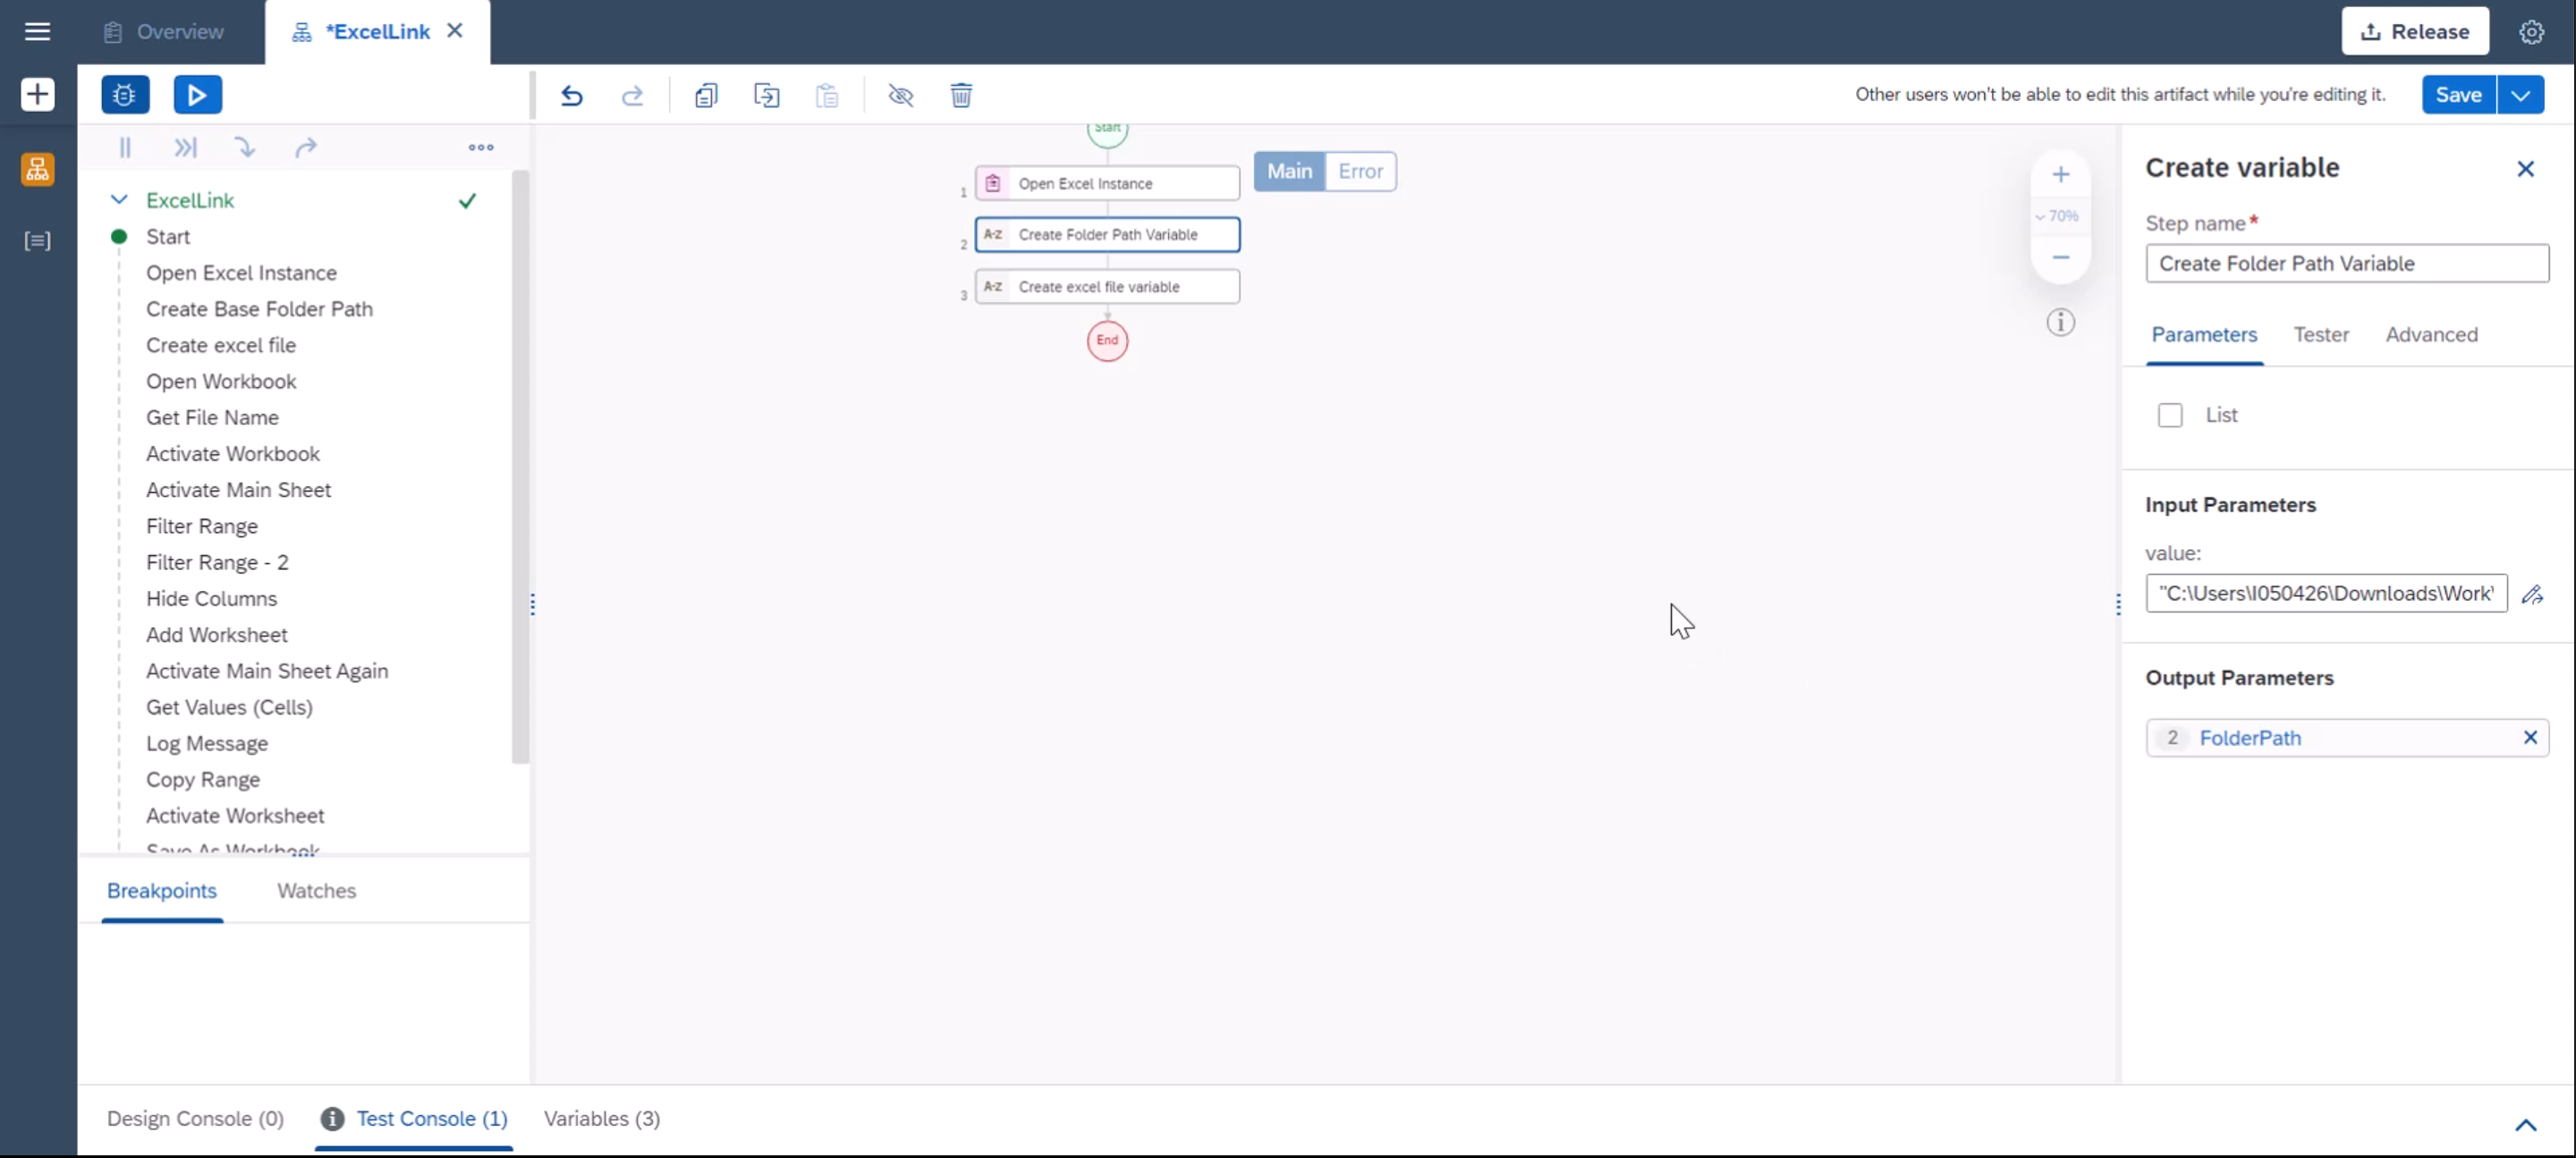 Overview
*ExcelLink
Release
Other users won't be able to edit this artifact while you're editing it.
Save
ExcelLink
Start
Open Excel Instance
Create Base Folder Path
Create excel file
Open Workbook
Get File Name
Activate Workbook
Activate Main Sheet
Filter Range
Filter Range - 2
Hide Columns
Add Worksheet
Activate Main Sheet Again
Get Values (Cells)
Log Message
Copy Range
Activate Worksheet
Save As Workbook
Breakpoints
Watches
Start
1
Open Excel Instance
Main
Error
2
A-Z
Create Folder Path Variable
3
A-Z
Create excel file variable
End
70%
Create variable
Step name*
Create Folder Path Variable
Parameters
Tester
Advanced
List
Input Parameters
value:
"C:\Users\I050426\Downloads\Work\
Output Parameters
2 FolderPath
Design Console (0)
Test Console (1)
Variables (3)